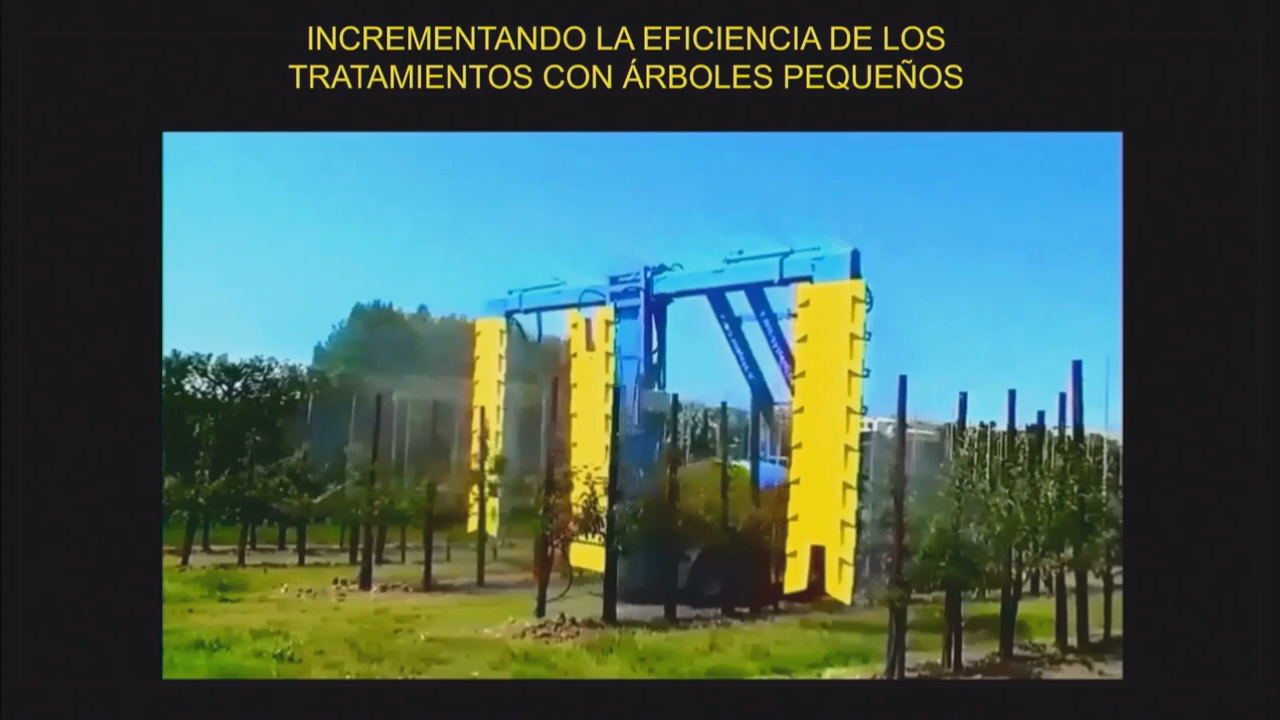 INCREMENTANDO LA EFICIENCIA DE LOS
TRATAMIENTOS CON ÁRBOLES PEQUEÑOS